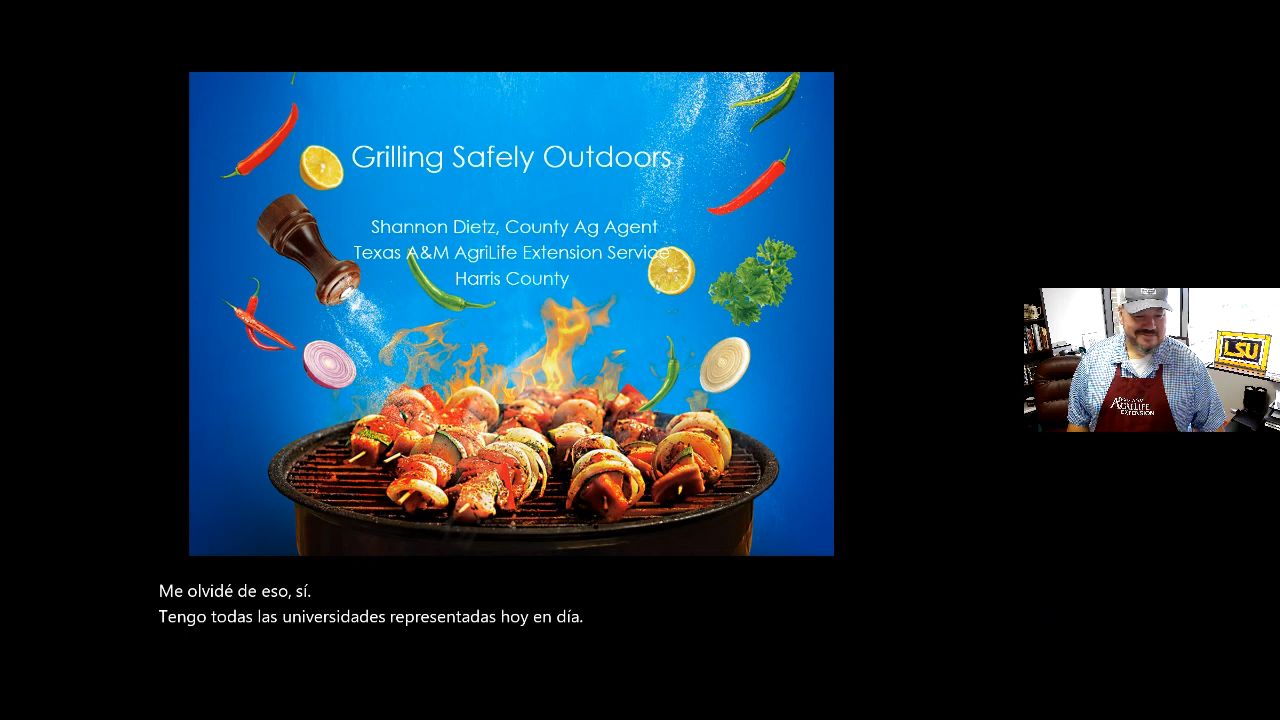 Grilling Safely Outdoors
Shannon Dietz, County Ag Agent
Texas A&M AgriLife Extension Service
Harris County
LSU
AGRILIFE
EXTENSION
Me olvidé de eso, sí.
Tengo todas las universidades representadas hoy en día.